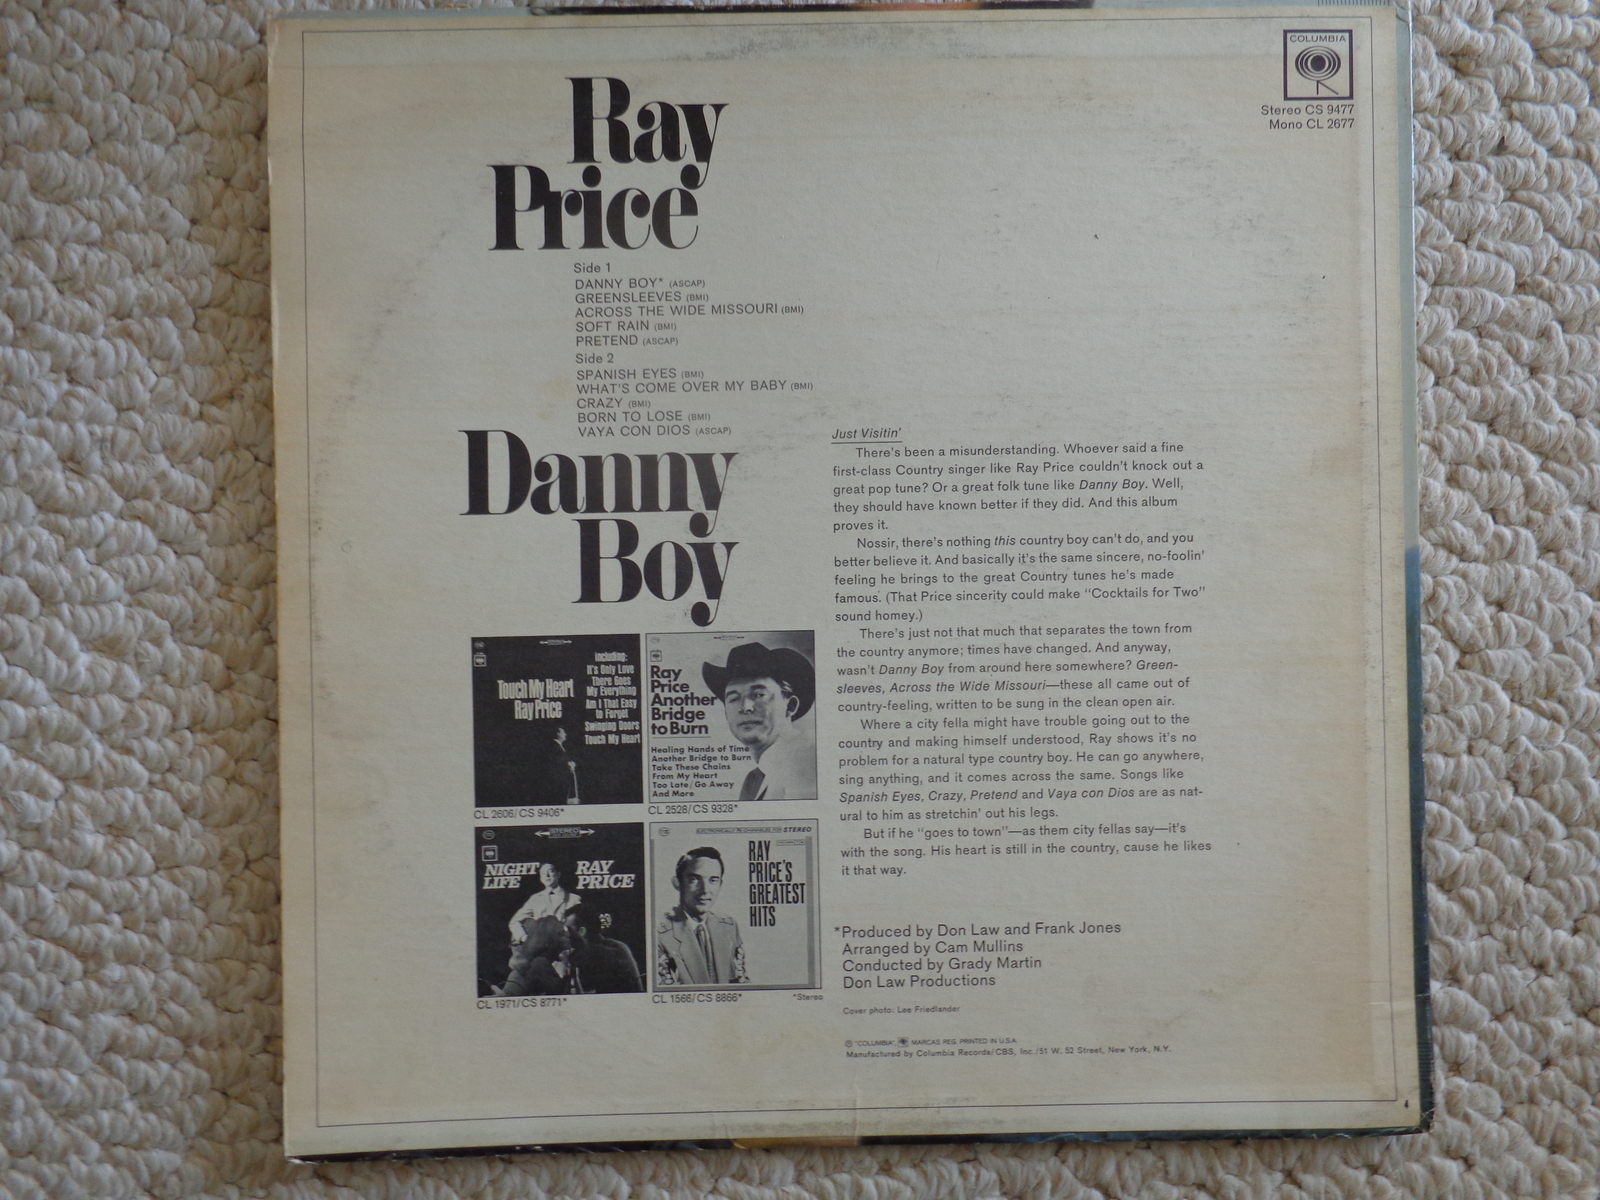 COLUMBIA
Stereo CS 9477
Mono CL 2677
Ray
Price
Side 1
DANNY BOY* (ASCAP)
GREENSLEEVES (BMI)
ACROSS THE WIDE MISSOURI (BMI)
SOFT RAIN (BMI)
PRETEND (ASCAP)
Side 2
SPANISH EYES (BMI)
WHAT'S COME OVER MY BABY (BMI)
CRAZY (BMI)
BORN TO LOSE (BMI)
VAYA CON DIOS (ASCAP)
Danny
Boy
Touch My Heart
Ray Price
Including:
It's Only Love
There Goes
My Everything
Am I That Easy
to Forget
Swinging Doors
Touch My Heart
CL 2606/CS 9406*
Ray
Price
Another
Bridge
to Burn
Healing Hands of Time
Another Bridge to Burn
Take These Chains
From My Heart
Too Late/Go Away
And More
CL 2528/CS 9328*
STEREO
NIGHT
LIFE
RAY
PRICE
CL 1971/CS 8771*
ELECTRONICALLY RE-CHANNELED FOR STEREO
RAY
PRICE'S
GREATEST
HITS
CL 1566/CS 8866*
*Stereo
Just Visitin'
There's been a misunderstanding. Whoever said a fine
first-class Country singer like Ray Price couldn't knock out a
great pop tune? Or a great folk tune like Danny Boy. Well,
they should have known better if they did. And this album
proves it.
Nossir, there's nothing this country boy can't do, and you
better believe it. And basically it's the same sincere, no-foolin'
feeling he brings to the great Country tunes he's made
famous. (That Price sincerity could make "Cocktails for Two"
sound homey.)
There's just not that much that separates the town from
the country anymore; times have changed. And anyway,
wasn't Danny Boy from around here somewhere? Green-
sleeves, Across the Wide Missouri—these all came out of
country-feeling, written to be sung in the clean open air.
Where a city fella might have trouble going out to the
country and making himself understood, Ray shows it's no
problem for a natural type country boy. He can go anywhere,
sing anything, and it comes across the same. Songs like
Spanish Eyes, Crazy, Pretend and Vaya con Dios are as nat-
ural to him as stretchin' out his legs.
But if he "goes to town"—as them city fellas say—it's
with the song. His heart is still in the country, cause he likes
it that way.
*Produced by Don Law and Frank Jones
Arranged by Cam Mullins
Conducted by Grady Martin
Don Law Productions
Cover photo: Lee Friedlander
© "COLUMBIA", MARCAS REG. PRINTED IN U.S.A.
Manufactured by Columbia Records/CBS, Inc./51 W. 52 Street, New York, N.Y.
4